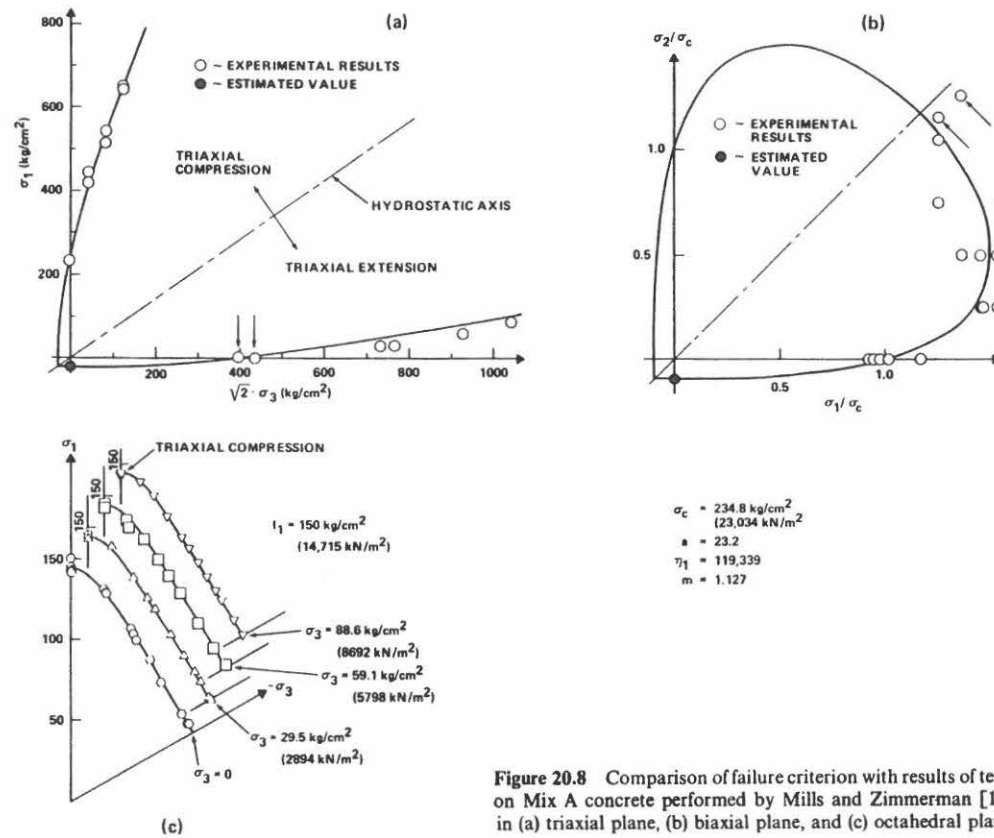 (a)
800
600
400
200
0
σ1 (kg/cm2)
○ ~ EXPERIMENTAL RESULTS
● ~ ESTIMATED VALUE
TRIAXIAL
COMPRESSION
HYDROSTATIC AXIS
TRIAXIAL EXTENSION
200
400
600
800
1000
√2 · σ3 (kg/cm2)
(b)
σ2/σc
○ ~ EXPERIMENTAL
RESULTS
● ~ ESTIMATED
VALUE
1.0
0.5
0
0.5
1.0
σ1/σc
σ1
TRIAXIAL COMPRESSION
150
150
150
I1 = 150 kg/cm2
(14,715 kN/m2)
150
100
50
σ3 = 88.6 kg/cm2
(8692 kN/m2)
σ3 = 59.1 kg/cm2
(5798 kN/m2)
-σ3
σ3 = 29.5 kg/cm2
(2894 kN/m2)
σ3 = 0
(c)
σc = 234.8 kg/cm2
(23,034 kN/m2
a = 23.2
η1 = 119,339
m = 1.127
Figure 20.8 Comparison of failure criterion with results of te
on Mix A concrete performed by Mills and Zimmerman [1
in (a) triaxial plane, (b) biaxial plane, and (c) octahedral pla